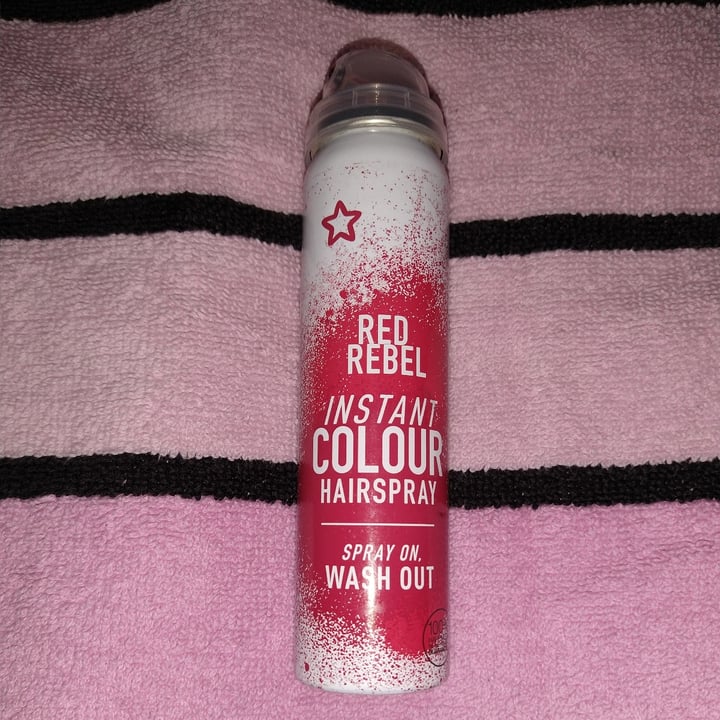 RED
REBEL
INSTANT
COLOUR
HAIRSPRAY
SPRAY ON,
WASH OUT